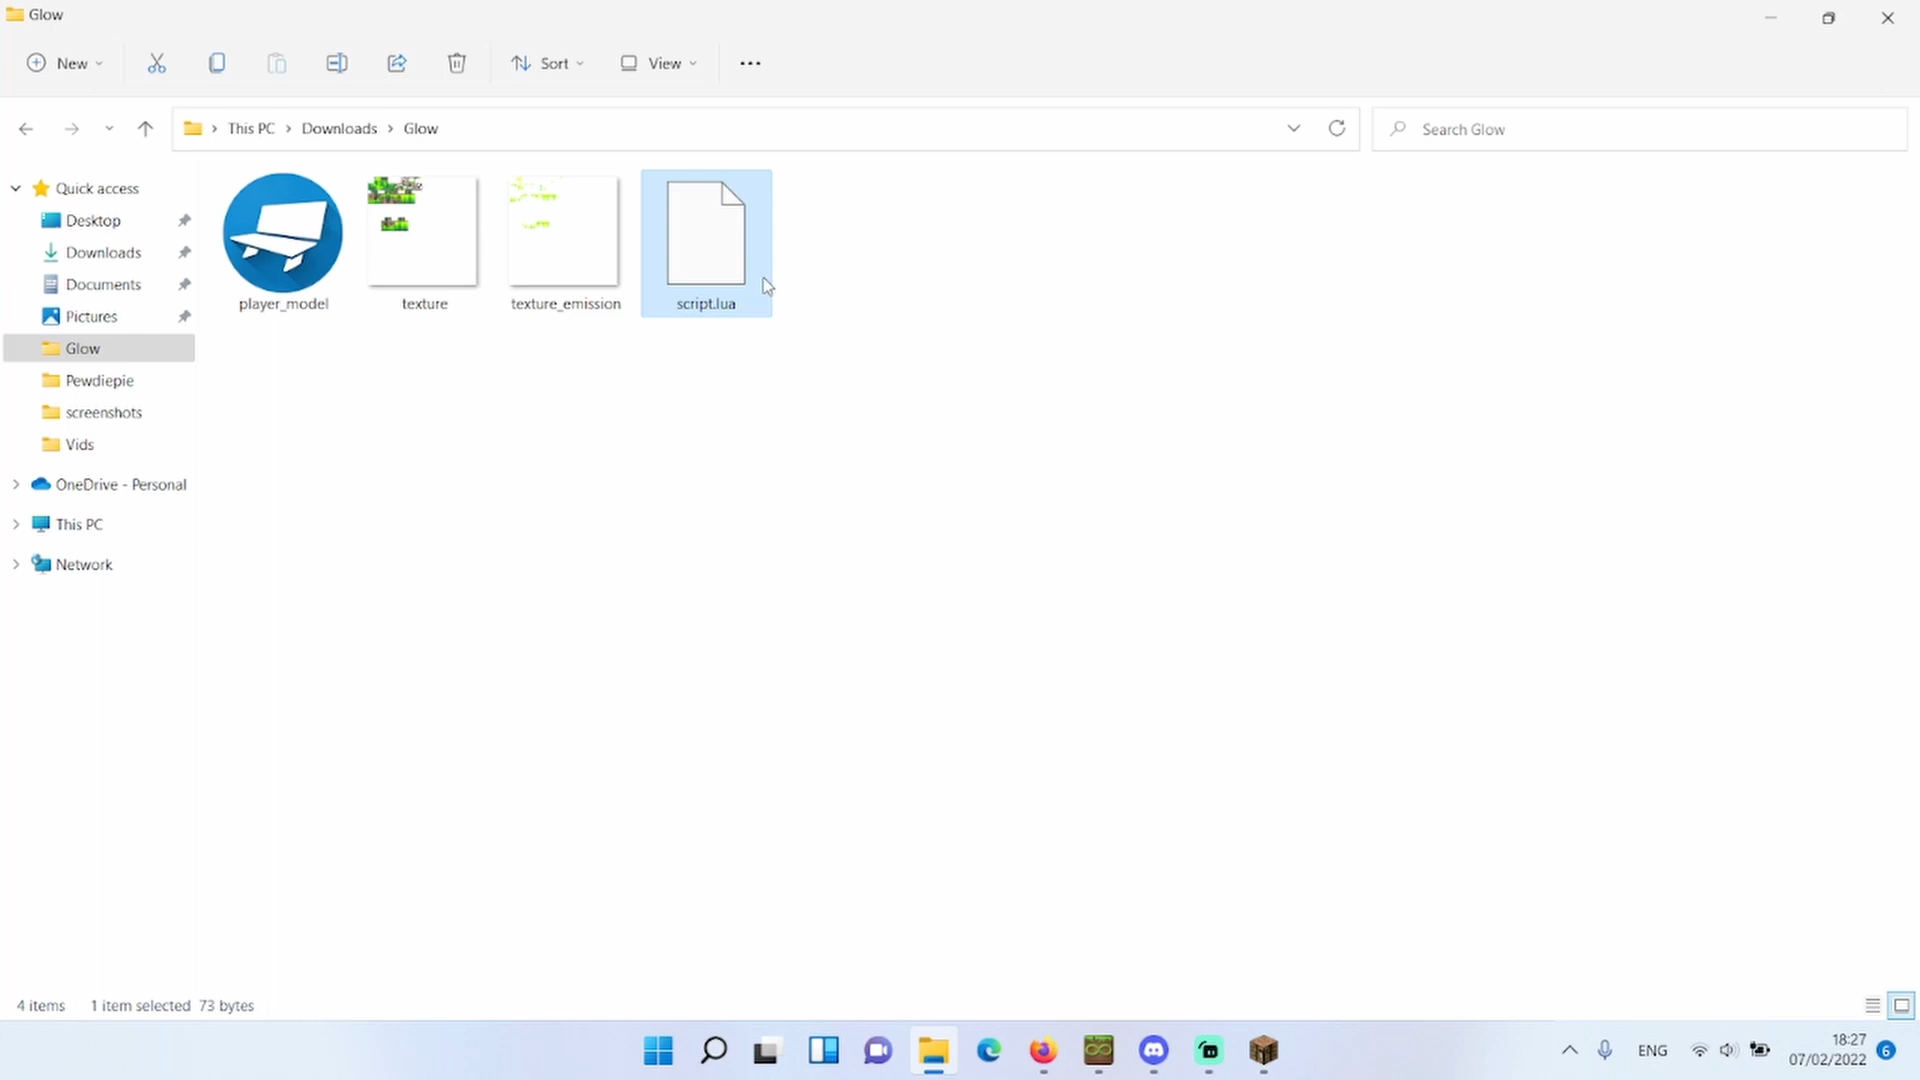 Glow
New
Sort
View
This PC
Downloads
Glow
Search Glow
Quick access
Desktop
Downloads
Documents
Pictures
Glow
Pewdiepie
screenshots
Vids
OneDrive - Personal
This PC
Network
player_model
texture
texture_emission
script.lua
4 items
1 item selected 73 bytes
ENG
18:27
07/02/2022
6